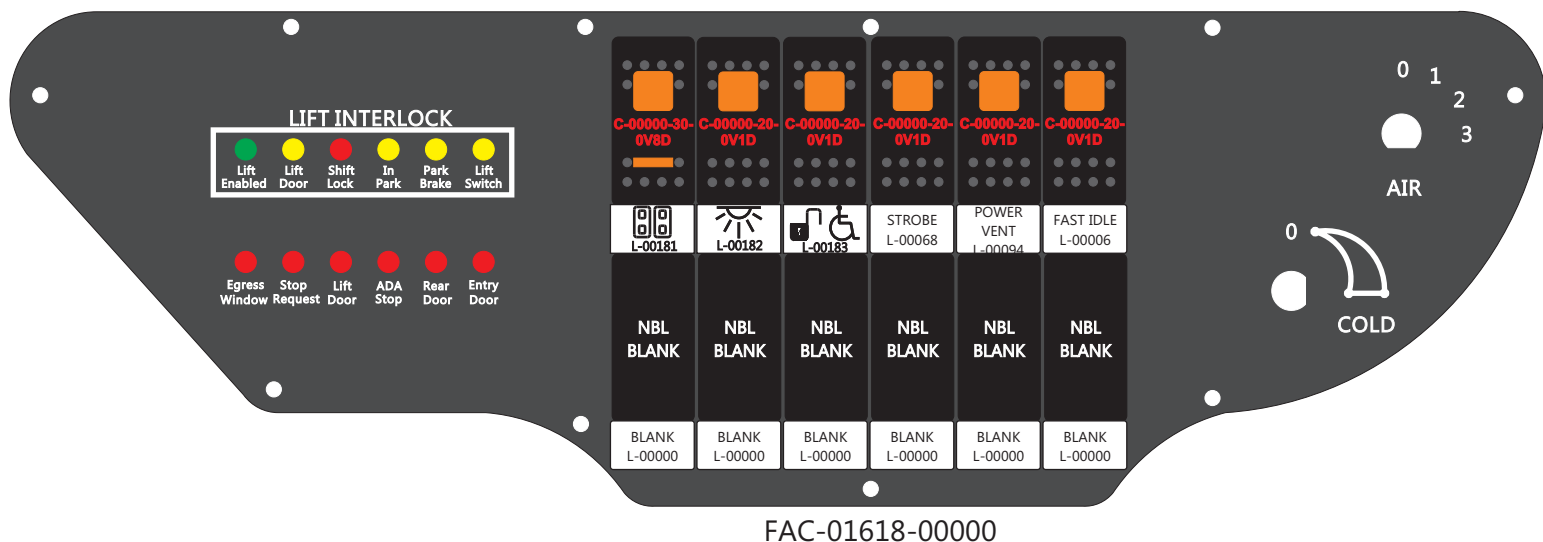 LIFT INTERLOCK
Lift Enabled
Lift Door
Shift Lock
In Park
Park Brake
Lift Switch
Egress Window
Stop Request
Lift Door
ADA Stop
Rear Door
Entry Door
C-00000-30-
0V8D
C-00000-20-
0V1D
C-00000-20-
0V1D
C-00000-20-
0V1D
C-00000-20-
0V1D
C-00000-20-
0V1D
L-00181
L-00182
L-00183
STROBE
L-00068
POWER
VENT
L-00094
FAST IDLE
L-00006
NBL
BLANK
NBL
BLANK
NBL
BLANK
NBL
BLANK
NBL
BLANK
NBL
BLANK
BLANK
L-00000
BLANK
L-00000
BLANK
L-00000
BLANK
L-00000
BLANK
L-00000
BLANK
L-00000
0
1
2
3
AIR
0
COLD
FAC-01618-00000